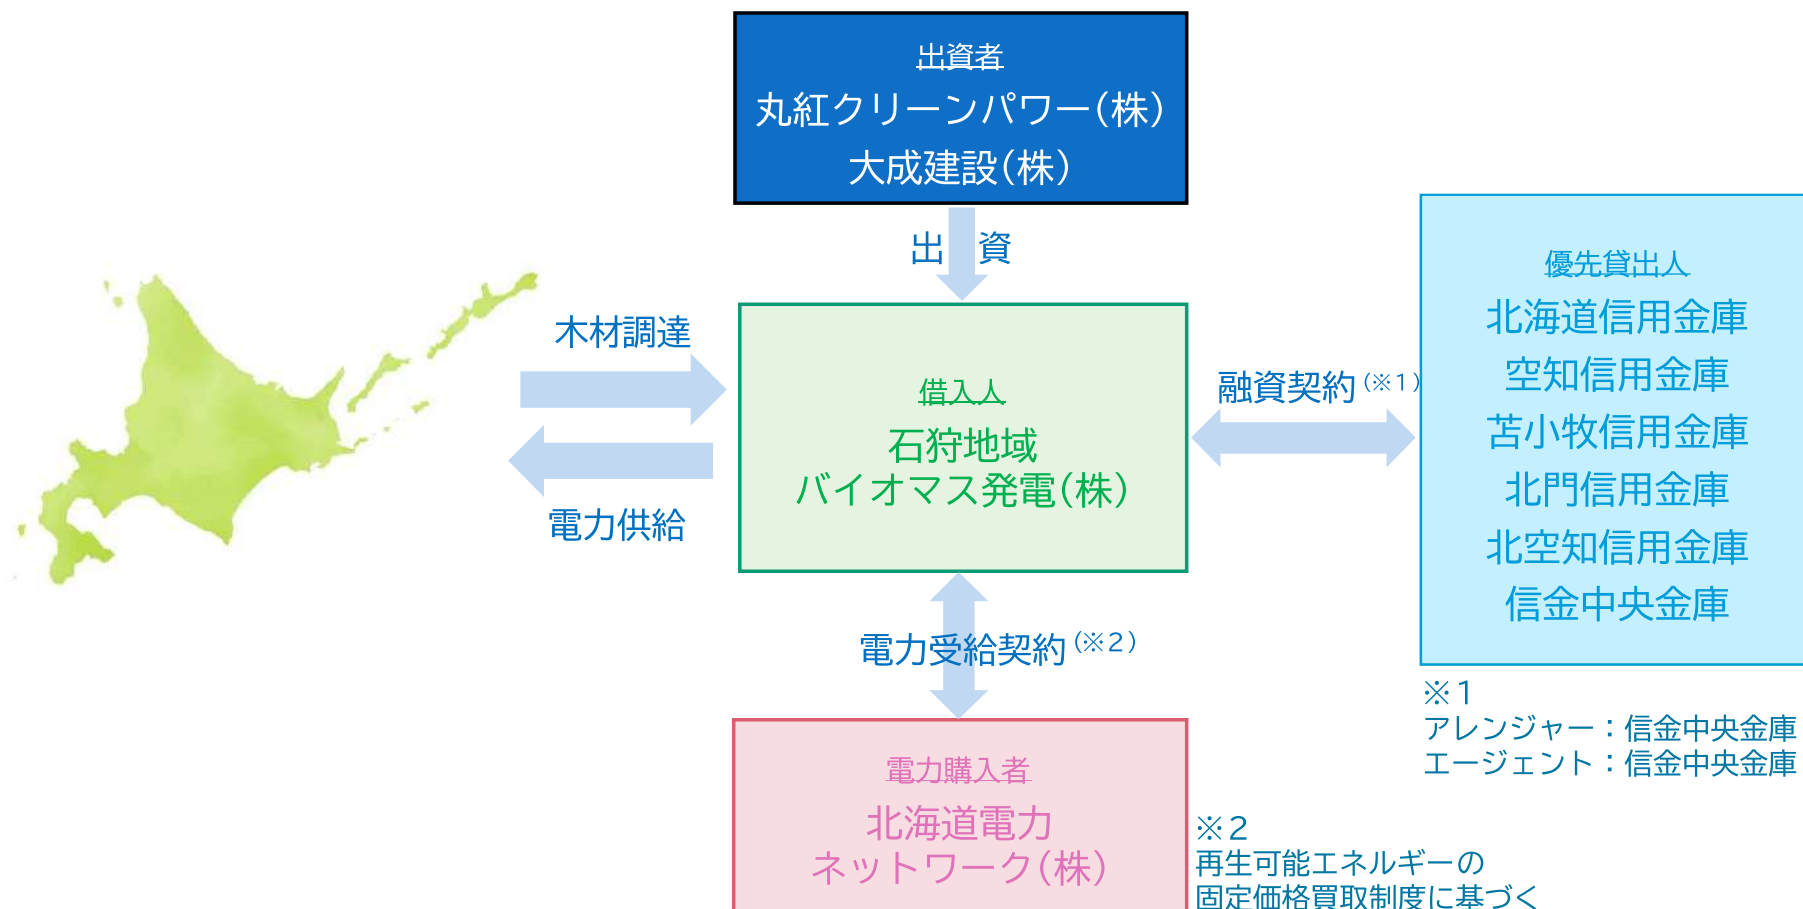 出資者
丸紅クリーンパワー(株)
大成建設(株)
出 資
木材調達
電力供給
借入人
石狩地域
バイオマス発電(株)
融資契約(※1)
優先貸出人
北海道信用金庫
空知信用金庫
苫小牧信用金庫
北門信用金庫
北空知信用金庫
信金中央金庫
※1
アレンジャー：信金中央金庫
エージェント：信金中央金庫
電力受給契約(※2)
電力購入者
北海道電力
ネットワーク(株)
※2
再生可能エネルギーの
固定価格買取制度に基づく